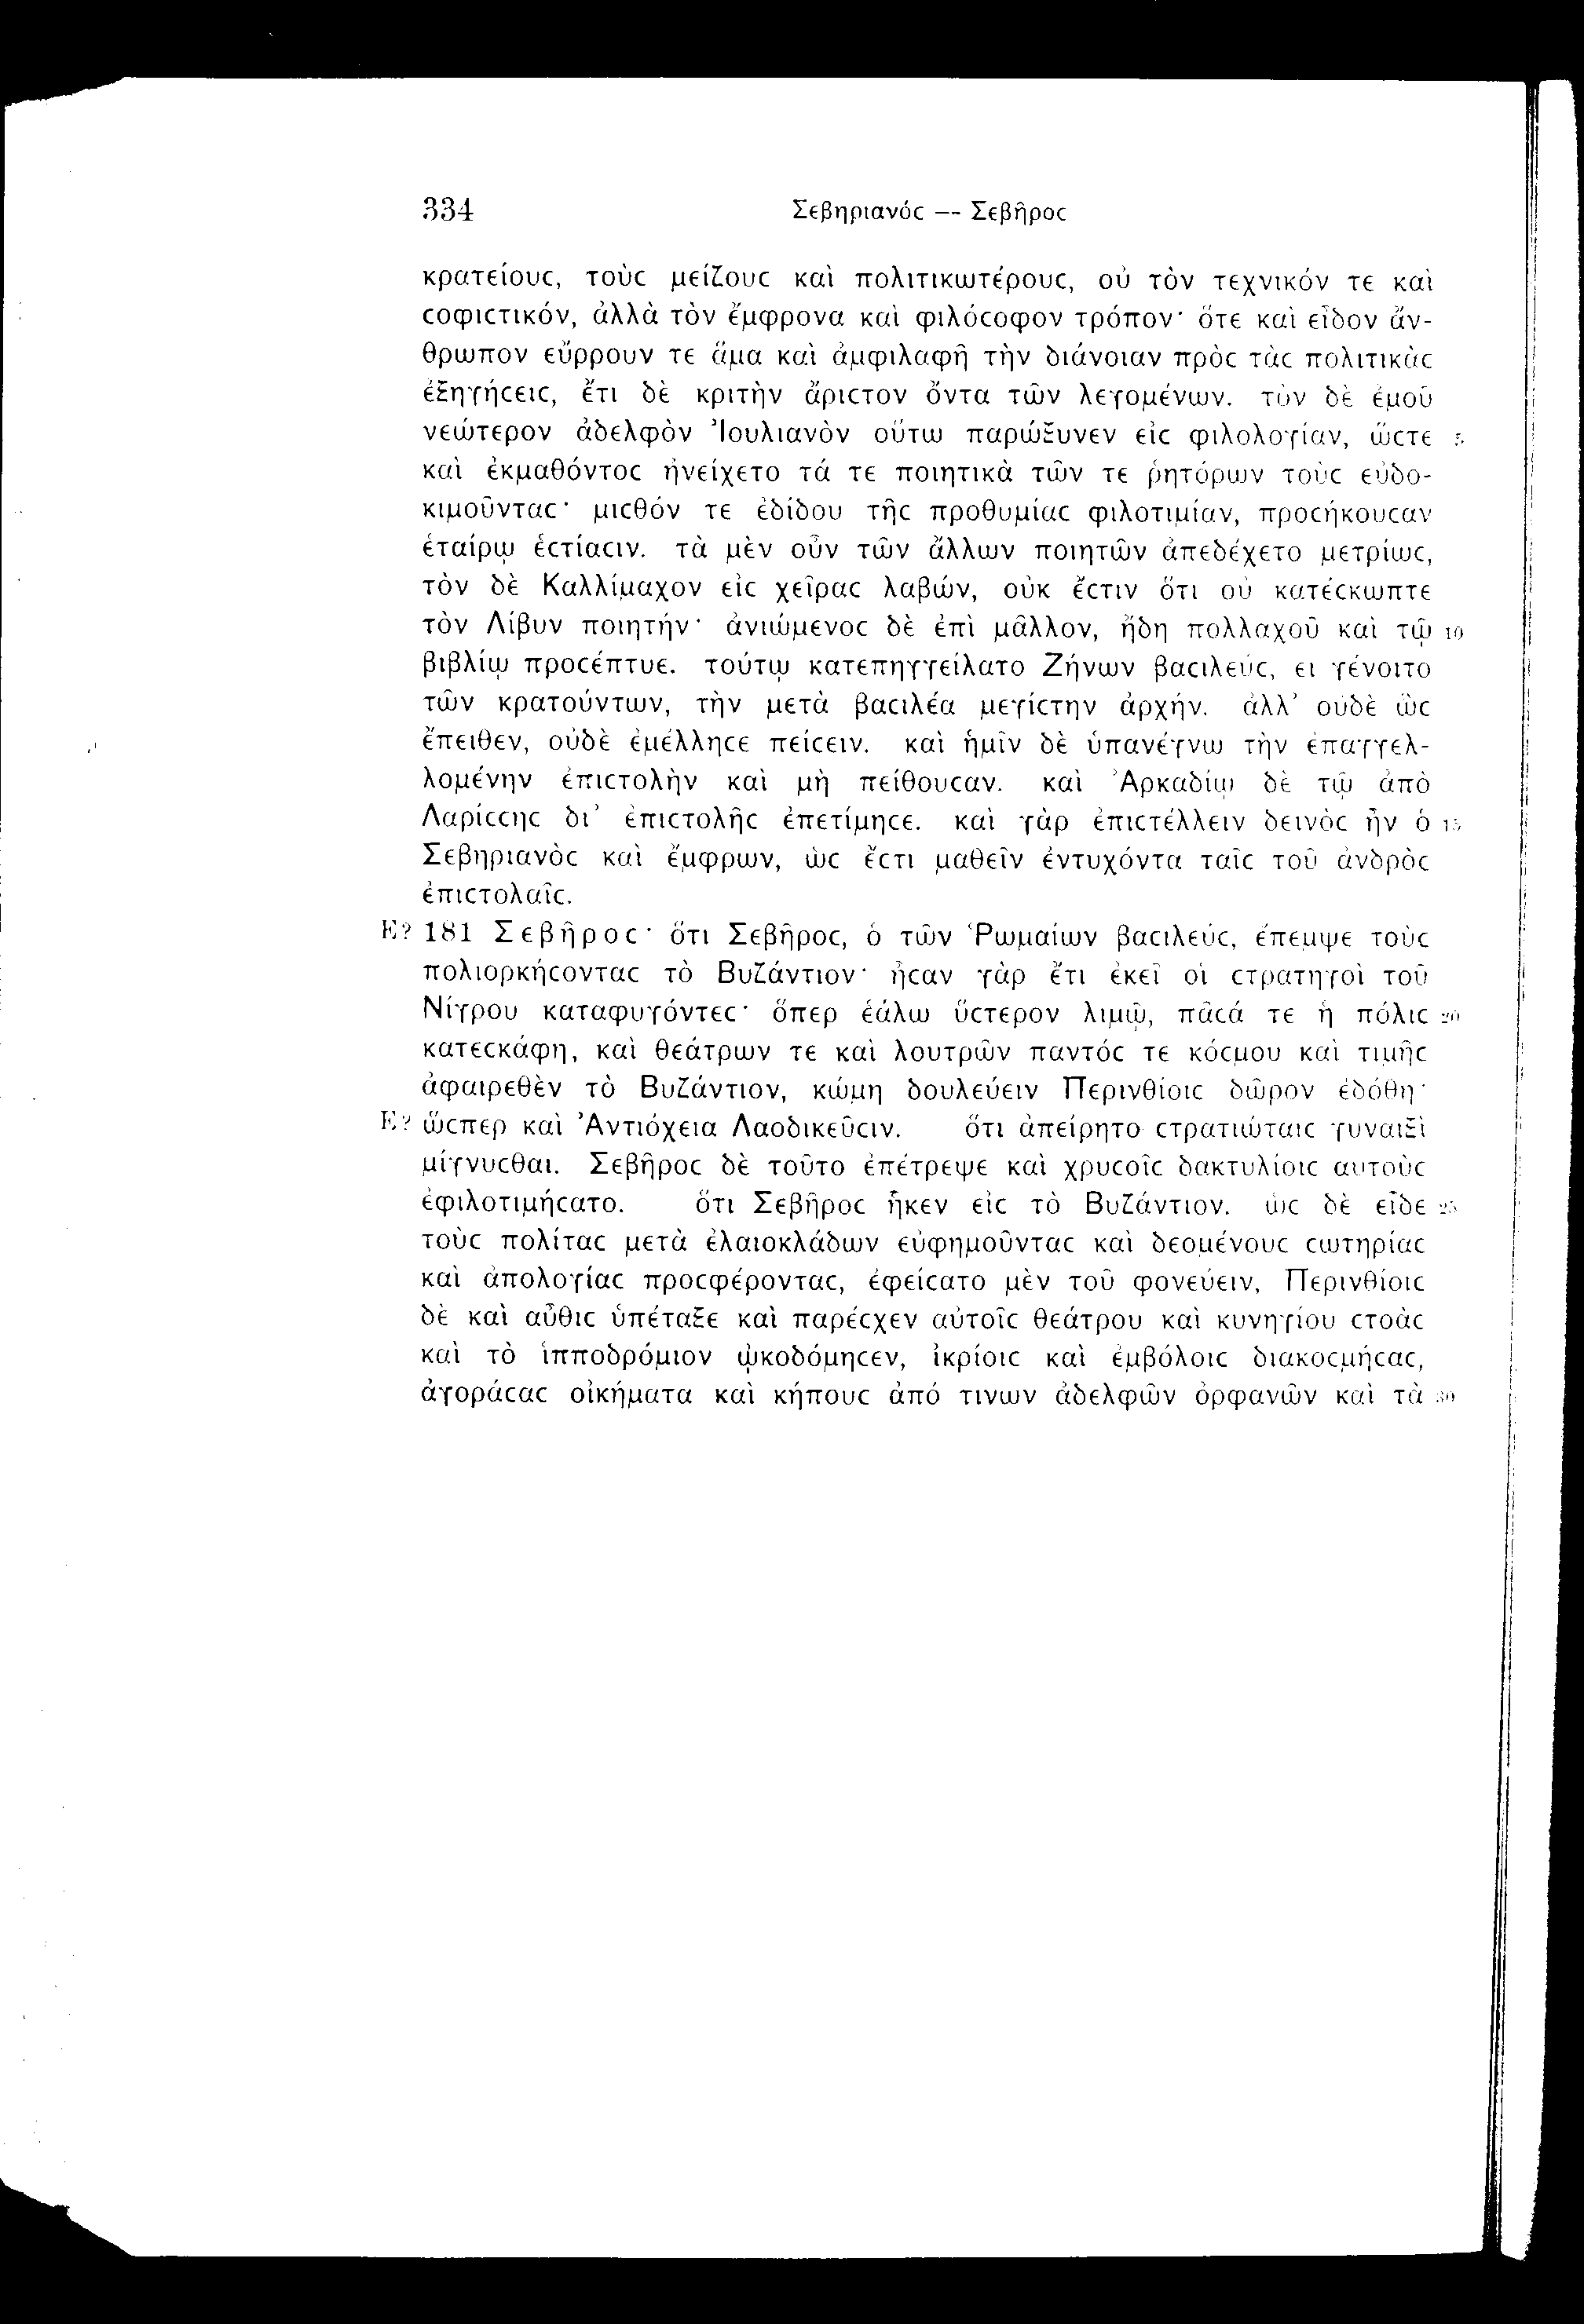 334 Σεβηριανόϲ — Σεβῆροϲ
κρατείουϲ, τοὺϲ μείζουϲ καὶ πολιτικωτέρουϲ, οὐ τὸν τεχνικόν τε καὶ
ϲοφιϲτικόν, ἀλλὰ τὸν ἔμφρονα καὶ φιλόϲοφον τρόπον· ὅτε καὶ εἶδον ἄν-
θρωπον εὔρρουν τε ἅμα καὶ ἀμφιλαφῆ τὴν διάνοιαν πρὸϲ τὰϲ πολιτικὰϲ
ἐξηγήϲειϲ, ἔτι δὲ κριτὴν ἄριϲτον ὄντα τῶν λεγομένων. τὸν δὲ ἐμοῦ
νεώτερον ἀδελφὸν Ἰουλιανὸν οὕτω παρώξυνεν εἰϲ φιλολογίαν, ὥϲτε 5
καὶ ἐκμαθόντοϲ ἠνείχετο τά τε ποιητικὰ τῶν τε ῥητόρων τοὺϲ εὐδο-
κιμοῦνταϲ· μιϲθόν τε ἐδίδου τῆϲ προθυμίαϲ φιλοτιμίαν, προϲήκουϲαν
ἑταίρῳ ἑϲτίαϲιν. τὰ μὲν οὖν τῶν ἄλλων ποιητῶν ἀπεδέχετο μετρίωϲ,
τὸν δὲ Καλλίμαχον εἰϲ χεῖραϲ λαβών, οὐκ ἔϲτιν ὅτι οὐ κατέϲκωπτε
τὸν Λίβυν ποιητήν· ἀνιώμενοϲ δὲ ἐπὶ μᾶλλον, ἤδη πολλαχοῦ καὶ τῷ 10
βιβλίῳ προϲέπτυε. τούτῳ κατεπηγγείλατο Ζήνων βαϲιλεύϲ, ει γένοιτο
τῶν κρατούντων, τὴν μετὰ βαϲιλέα μεγίϲτην ἀρχήν. ἀλλ' οὐδὲ ὣϲ
ἔπειθεν, οὐδὲ ἐμέλληϲε πείϲειν. καὶ ἡμῖν δὲ ὑπανέγνω τὴν ἐπαγγελ-
λομένην ἐπιϲτολὴν καὶ μὴ πείθουϲαν. καὶ Ἀρκαδίῳ δὲ τῷ ἀπὸ
Λαρίϲϲηϲ δι' ἐπιϲτολῆϲ ἐπετίμηϲε. καὶ γὰρ ἐπιϲτέλλειν δεινὸϲ ἦν ὁ 15
Σεβηριανὸϲ καὶ ἔμφρων, ὡϲ ἔϲτι μαθεῖν ἐντυχόντα ταῖϲ τοῦ ἀνδρὸϲ
ἐπιϲτολαῖϲ.
E? 181 Σεβῆροϲ· ὅτι Σεβῆροϲ, ὁ τῶν Ῥωμαίων βαϲιλεύϲ, ἔπεμψε τοὺϲ
πολιορκήϲονταϲ τὸ Βυζάντιον· ἦϲαν γὰρ ἔτι ἐκεῖ οἱ ϲτρατηγοὶ τοῦ
Νίγρου καταφυγόντεϲ· ὅπερ ἑάλω ὕϲτερον λιμῷ, πᾶϲά τε ἡ πόλιϲ 20
κατεϲκάφη, καὶ θεάτρων τε καὶ λουτρῶν παντόϲ τε κόϲμου καὶ τιμῆϲ
ἀφαιρεθὲν τὸ Βυζάντιον, κώμη δουλεύειν Περινθίοιϲ δῶρον ἐδόθη·
E? ὥϲπερ καὶ Ἀντιόχεια Λαοδικεῦϲιν. ὅτι ἀπείρητο ϲτρατιώταιϲ γυναιξὶ
μίγνυϲθαι. Σεβῆροϲ δὲ τοῦτο ἐπέτρεψε καὶ χρυϲοῖϲ δακτυλίοιϲ αυτοὺϲ
ἐφιλοτιμήϲατο. ὅτι Σεβῆροϲ ἧκεν εἰϲ τὸ Βυζάντιον. ὡϲ δὲ εἶδε 25
τοὺϲ πολίταϲ μετὰ ἐλαιοκλάδων εὐφημοῦνταϲ καὶ δεομένουϲ ϲωτηρίαϲ
καὶ ἀπολογίαϲ προϲφέρονταϲ, ἐφείϲατο μὲν τοῦ φονεύειν, Περινθίοιϲ
δὲ καὶ αὖθιϲ ὑπέταξε καὶ παρέϲχεν αὐτοῖϲ θεάτρου καὶ κυνηγίου ϲτοὰϲ
καὶ τὸ ἱπποδρόμιον ᾠκοδόμηϲεν, ἰκρίοιϲ καὶ ἐμβόλοιϲ διακοϲμήϲαϲ,
ἀγοράϲαϲ οἰκήματα καὶ κήπουϲ ἀπό τινων ἀδελφῶν ὀρφανῶν καὶ τὰ 30